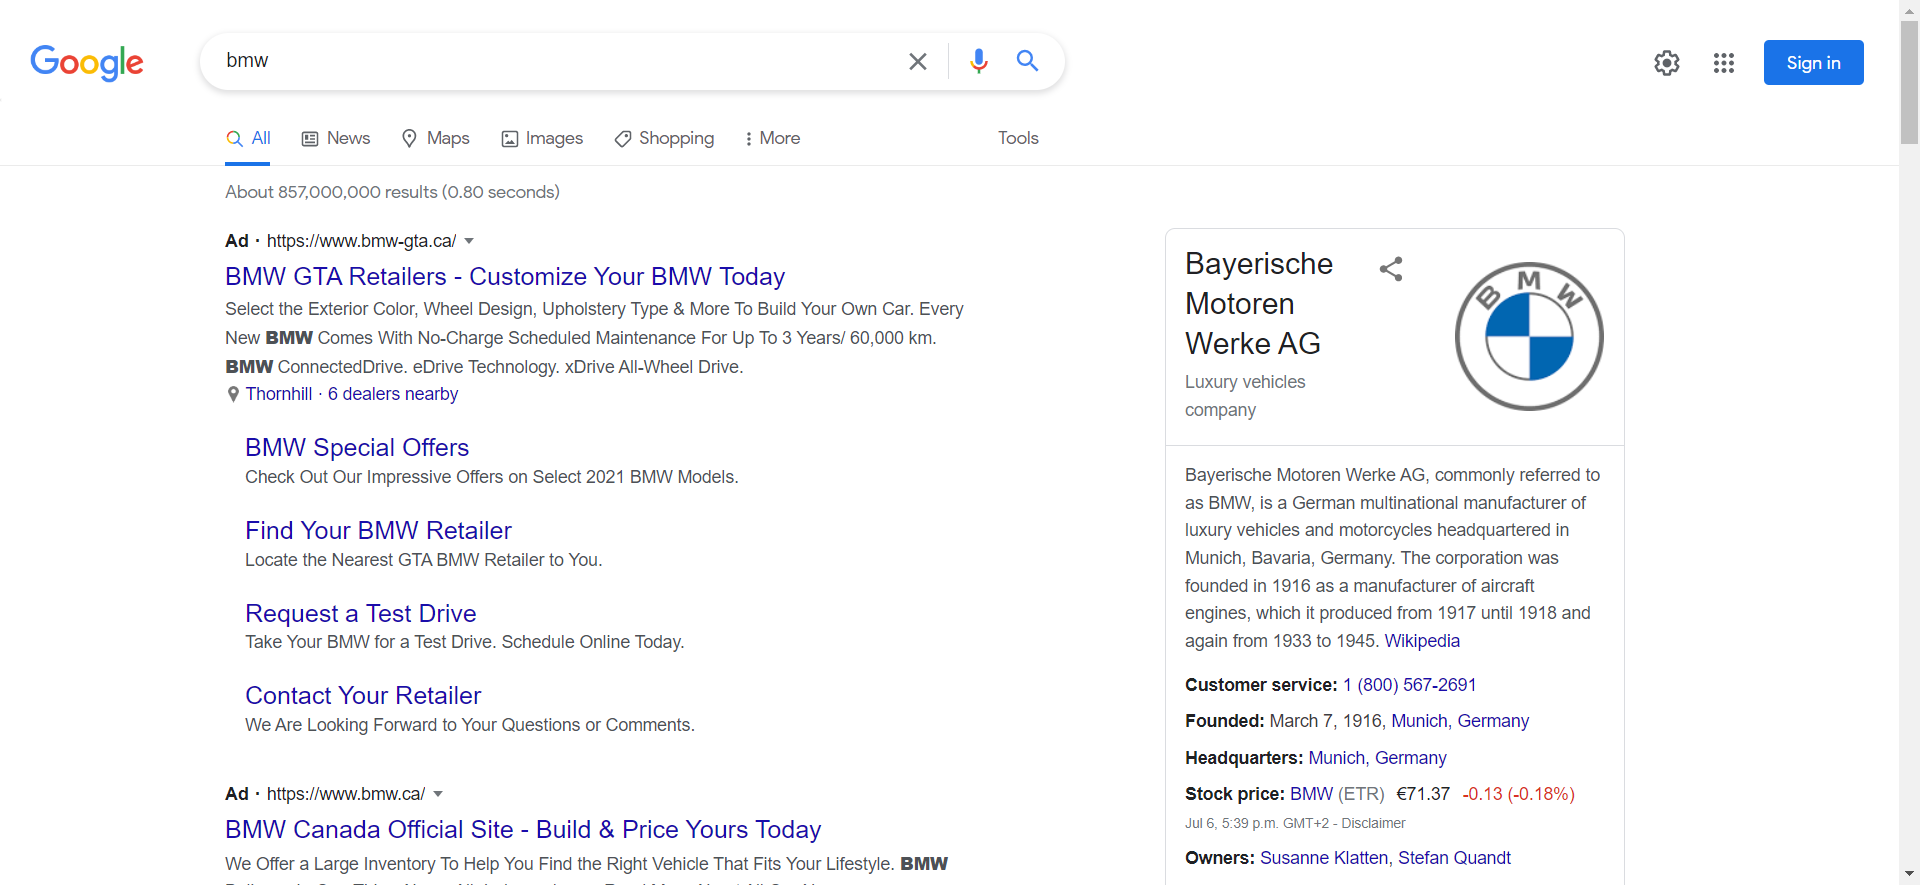 Google
bmw
Sign in
All
News
Maps
Images
Shopping
More
Tools
About 857,000,000 results (0.80 seconds)
Ad · https://www.bmw-gta.ca/
BMW GTA Retailers - Customize Your BMW Today
Select the Exterior Color, Wheel Design, Upholstery Type & More To Build Your Own Car. Every
New BMW Comes With No-Charge Scheduled Maintenance For Up To 3 Years/ 60,000 km.
BMW ConnectedDrive. eDrive Technology. xDrive All-Wheel Drive.
Thornhill · 6 dealers nearby
BMW Special Offers
Check Out Our Impressive Offers on Select 2021 BMW Models.
Find Your BMW Retailer
Locate the Nearest GTA BMW Retailer to You.
Request a Test Drive
Take Your BMW for a Test Drive. Schedule Online Today.
Contact Your Retailer
We Are Looking Forward to Your Questions or Comments.
Ad · https://www.bmw.ca/
BMW Canada Official Site - Build & Price Yours Today
We Offer a Large Inventory To Help You Find the Right Vehicle That Fits Your Lifestyle. BMW
Bayerische
Motoren
Werke AG
Luxury vehicles
company
BMW
Bayerische Motoren Werke AG, commonly referred to
as BMW, is a German multinational manufacturer of
luxury vehicles and motorcycles headquartered in
Munich, Bavaria, Germany. The corporation was
founded in 1916 as a manufacturer of aircraft
engines, which it produced from 1917 until 1918 and
again from 1933 to 1945. Wikipedia
Customer service: 1 (800) 567-2691
Founded: March 7, 1916, Munich, Germany
Headquarters: Munich, Germany
Stock price: BMW (ETR) €71.37 -0.13 (-0.18%)
Jul 6, 5:39 p.m. GMT+2 - Disclaimer
Owners: Susanne Klatten, Stefan Quandt